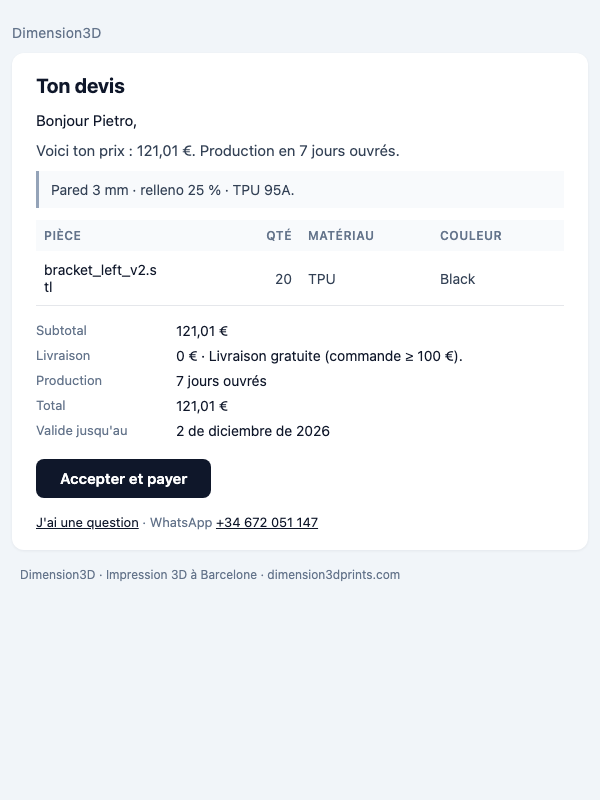 Dimension3D
Ton devis
Bonjour Pietro,
Voici ton prix : 121,01 €. Production en 7 jours ouvrés.
Pared 3 mm · relleno 25 % · TPU 95A.
PIÈCE QTÉ MATÉRIAU COULEUR
bracket_left_v2.s
tl
20 TPU Black
Subtotal 121,01 €
Livraison 0 € · Livraison gratuite (commande ≥ 100 €).
Production 7 jours ouvrés
Total 121,01 €
Valide jusqu'au 2 de diciembre de 2026
Accepter et payer
J'ai une question · WhatsApp +34 672 051 147
Dimension3D · Impression 3D à Barcelone · dimension3dprints.com